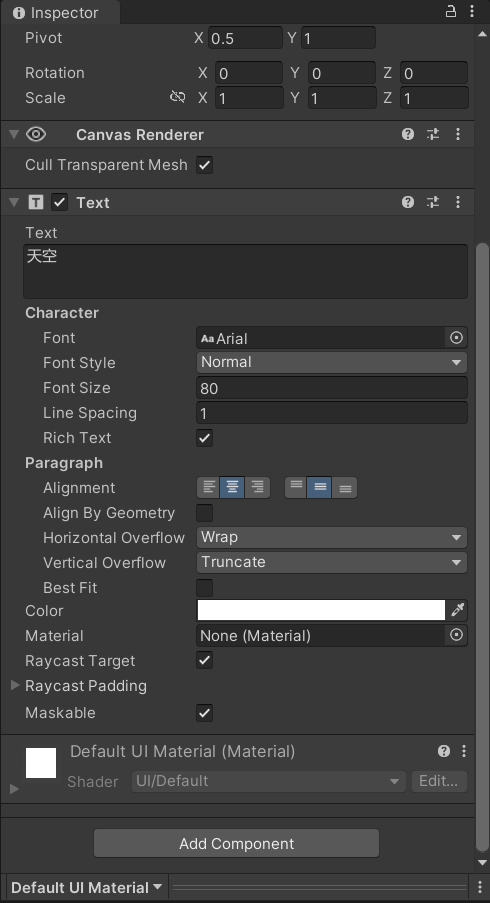 Inspector
Pivot X 0.5 Y 1
Rotation X 0 Y 0 Z 0
Scale X 1 Y 1 Z 1
Canvas Renderer
Cull Transparent Mesh
T Text
Text
天空
Character
Font Aa Arial
Font Style Normal
Font Size 80
Line Spacing 1
Rich Text
Paragraph
Alignment
Align By Geometry
Horizontal Overflow Wrap
Vertical Overflow Truncate
Best Fit
Color
Material None (Material)
Raycast Target
Raycast Padding
Maskable
Default UI Material (Material)
Shader UI/Default Edit...
Add Component
Default UI Material